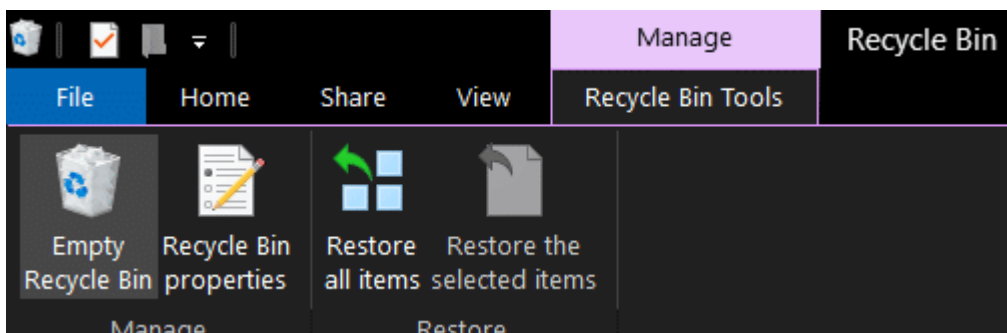 Manage
Recycle Bin
File
Home
Share
View
Recycle Bin Tools
Empty
Recycle Bin
Recycle Bin
properties
Restore
all items
Restore the
selected items
Manage
Restore